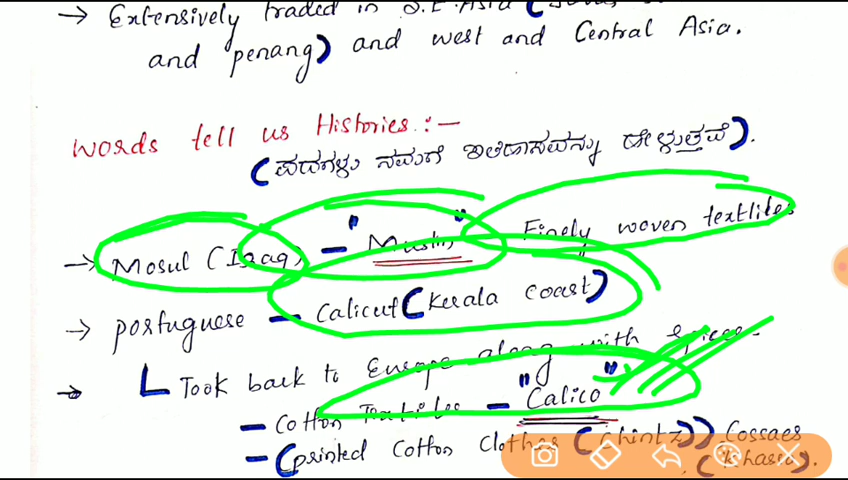 → Extensively traded in S.E. Asia (
and penang) and west and Central Asia.
words tell us Histories :-
(ಪದಗಳು ನಮಗೆ ಇತಿಹಾಸವನ್ನು ಹೇಳುತ್ತವೆ).
→ Mosul (Iraq) - "Muslin" Finely woven textiles
→ portuguese - Calicut (Kerala coast)
→ Took back to Europe along with spices.
- Cotton Textiles - "Calico"
- (printed Cotton Clothes (Chintz)) Cossaes
(Khassa).